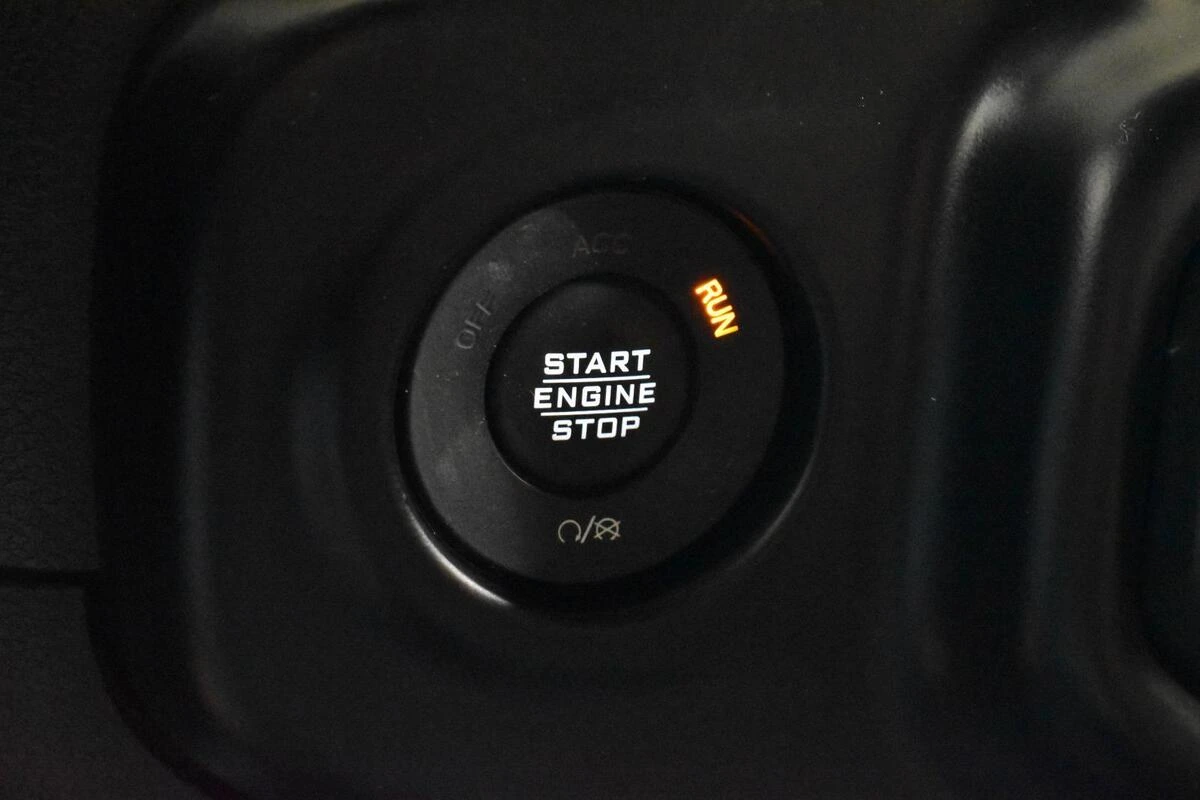 ACC
OFF
RUN
START
ENGINE
STOP